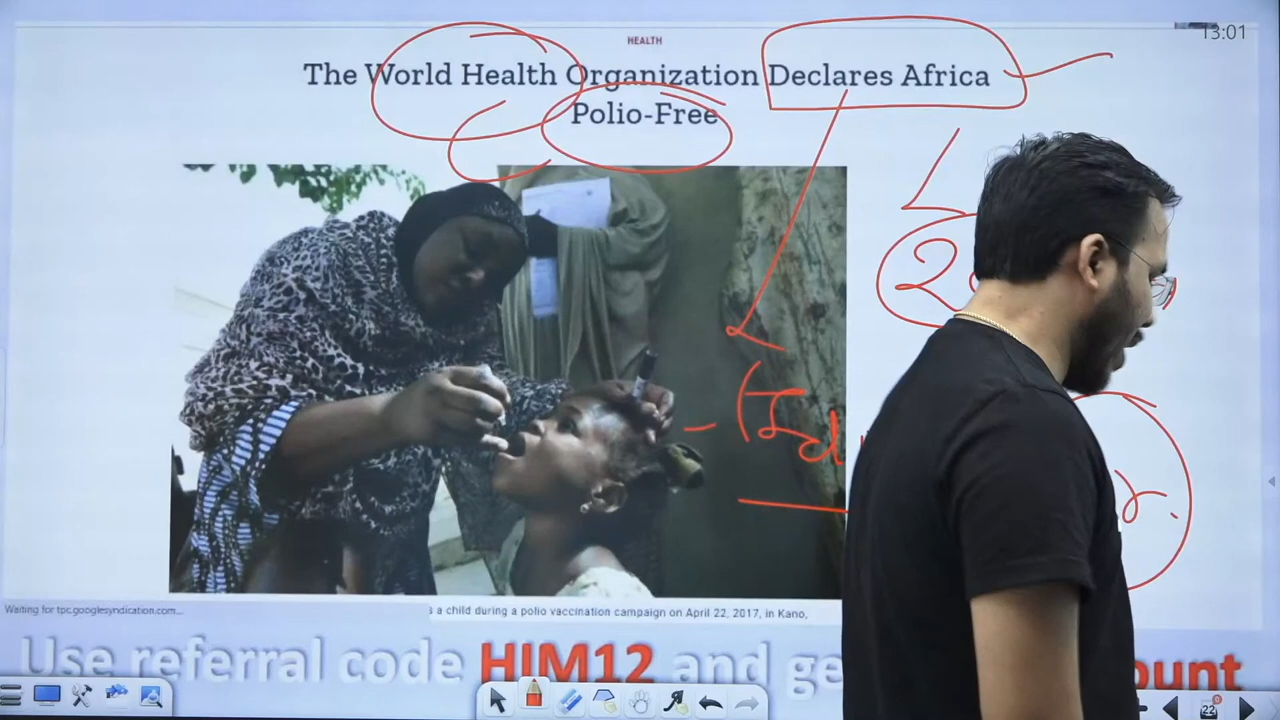 13:01
HEALTH
The World Health Organization Declares Africa
Polio-Free
Waiting for tpc.googlesyndication.com...
s a child during a polio vaccination campaign on April 22, 2017, in Kano,
Use referral code HIM12 and ge ount
22